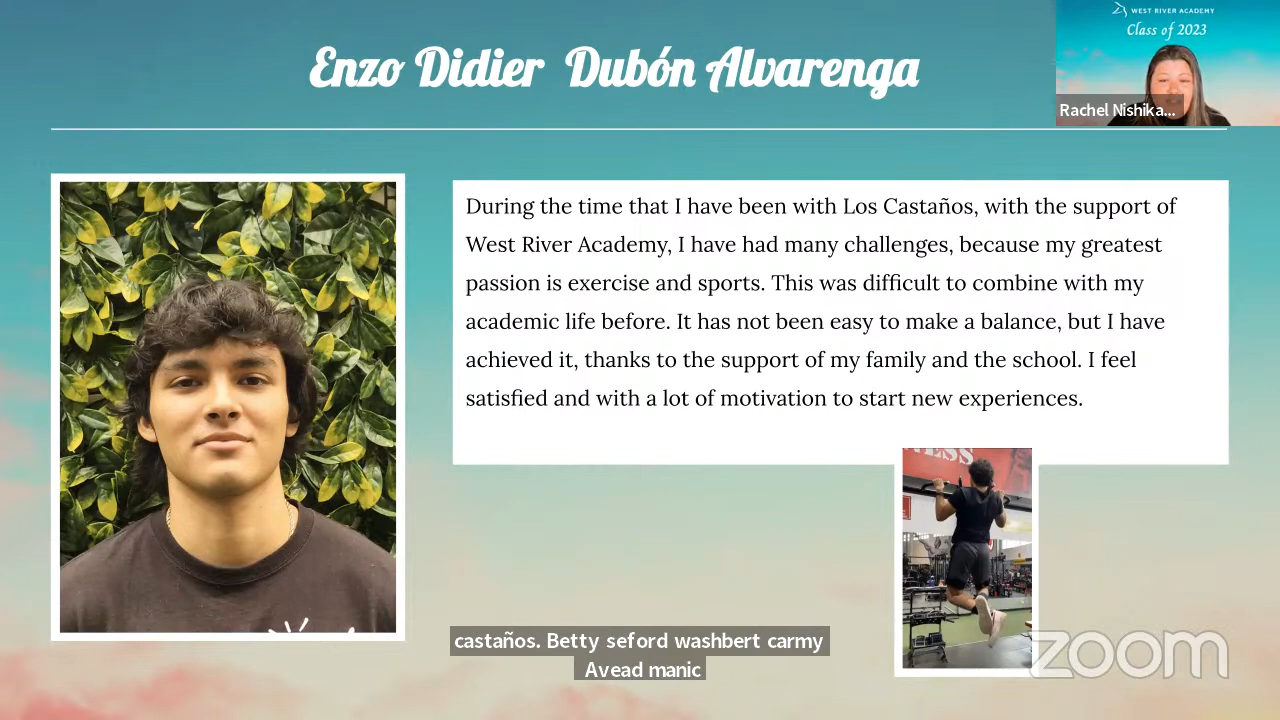 WEST RIVER ACADEMY
Class of 2023
Enzo Didier Dubón Alvarenga
Rachel Nishika...
During the time that I have been with Los Castaños, with the support of
West River Academy, I have had many challenges, because my greatest
passion is exercise and sports. This was difficult to combine with my
academic life before. It has not been easy to make a balance, but I have
achieved it, thanks to the support of my family and the school. I feel
satisfied and with a lot of motivation to start new experiences.
castaños. Betty seford washbert carmy
Avead manic
zoom